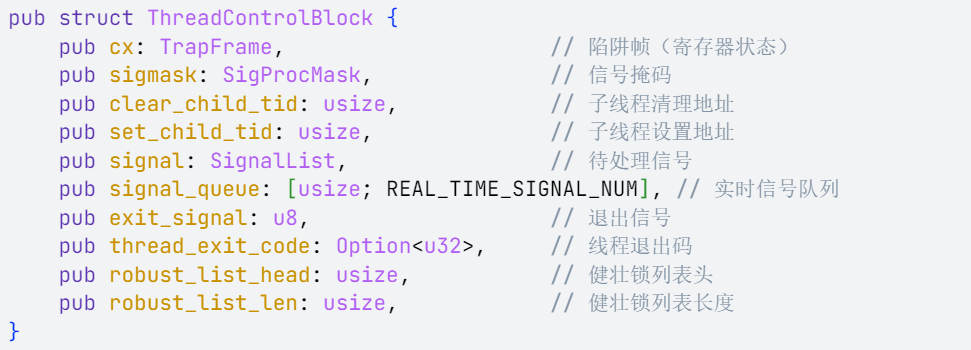 pub struct ThreadControlBlock {
    pub cx: TrapFrame,                     // 陷阱帧（寄存器状态）
    pub sigmask: SigProcMask,              // 信号掩码
    pub clear_child_tid: usize,            // 子线程清理地址
    pub set_child_tid: usize,              // 子线程设置地址
    pub signal: SignalList,                // 待处理信号
    pub signal_queue: [usize; REAL_TIME_SIGNAL_NUM], // 实时信号队列
    pub exit_signal: u8,                   // 退出信号
    pub thread_exit_code: Option<u32>,     // 线程退出码
    pub robust_list_head: usize,           // 健壮锁列表头
    pub robust_list_len: usize,            // 健壮锁列表长度
}